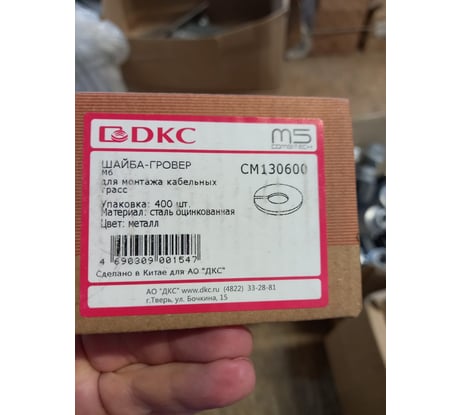 DKC
M5
COMBITECH
ШАЙБА-ГРОВЕР
CM130600
М6
для монтажа кабельных
трасс
Упаковка: 400 шт.
Материал: сталь оцинкованная
Цвет: металл
4 690309 001547
Сделано в Китае для АО "ДКС"
АО "ДКС" www.dkc.ru (4822) 33-28-81
г.Тверь, ул. Бочкина, 15